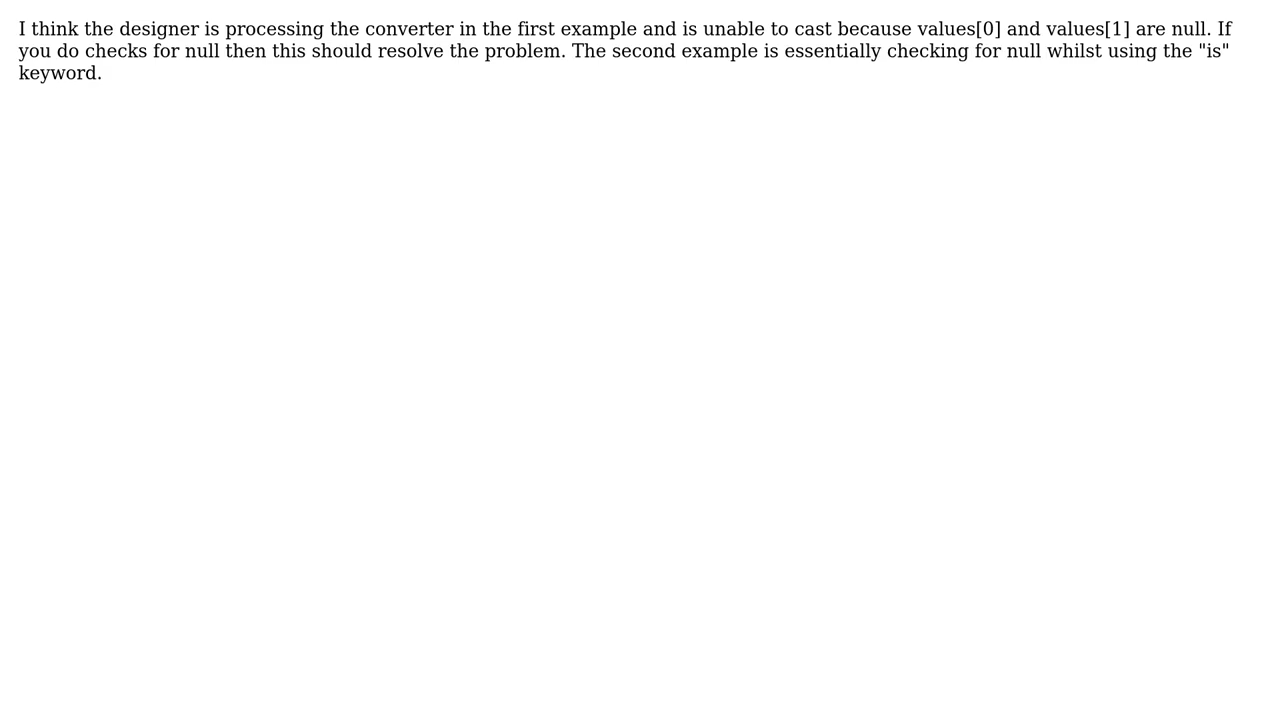 I think the designer is processing the converter in the first example and is unable to cast because values[0] and values[1] are null. If
you do checks for null then this should resolve the problem. The second example is essentially checking for null whilst using the "is"
keyword.